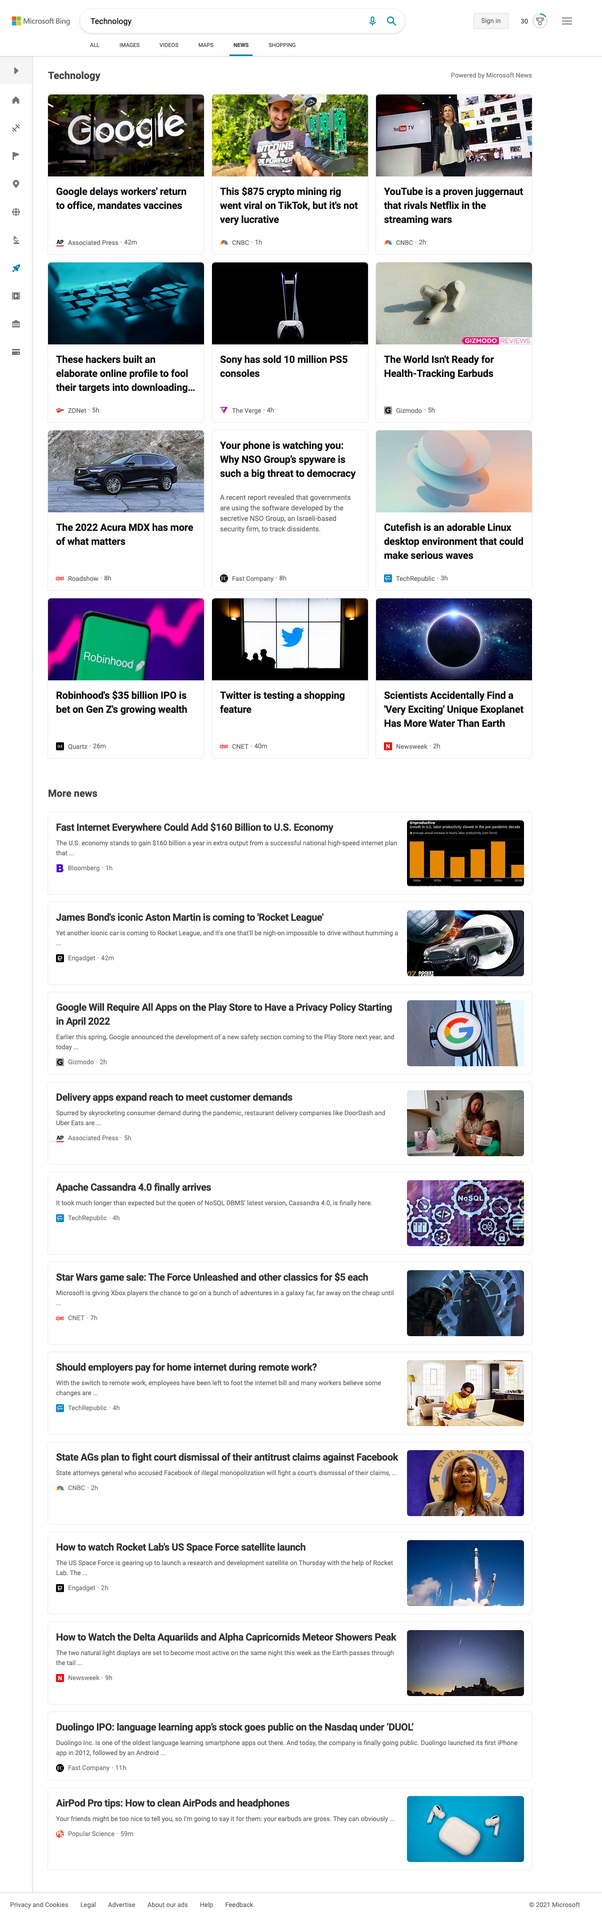 Microsoft Bing
Technology
Sign in
30
ALL IMAGES VIDEOS MAPS NEWS SHOPPING
Technology
Powered by Microsoft News
Google
Google delays workers' return
to office, mandates vaccines
AP Associated Press · 42m
BITCOINS
This $875 crypto mining rig
went viral on TikTok, but it's not
very lucrative
CNBC · 1h
YouTube TV
YouTube is a proven juggernaut
that rivals Netflix in the
streaming wars
CNBC · 2h
These hackers built an
elaborate online profile to fool
their targets into downloading...
ZDNet · 5h
Sony has sold 10 million PS5
consoles
The Verge · 4h
GIZMODO REVIEWS
The World Isn't Ready for
Health-Tracking Earbuds
Gizmodo · 5h
The 2022 Acura MDX has more
of what matters
Roadshow · 8h
Your phone is watching you:
Why NSO Group's spyware is
such a big threat to democracy
A recent report revealed that governments
are using the software developed by the
secretive NSO Group, an Israeli-based
security firm, to track dissidents.
Fast Company · 8h
Cutefish is an adorable Linux
desktop environment that could
make serious waves
TechRepublic · 3h
Robinhood
Robinhood's $35 billion IPO is
bet on Gen Z's growing wealth
Quartz · 26m
Twitter is testing a shopping
feature
CNET · 40m
Scientists Accidentally Find a
'Very Exciting' Unique Exoplanet
Has More Water Than Earth
Newsweek · 2h
More news
Fast Internet Everywhere Could Add $160 Billion to U.S. Economy
The U.S. economy stands to gain $160 billion a year in extra output from a successful national high-speed internet plan
that ...
Bloomberg · 1h
Unproductive
Growth in U.S. labor productivity slowed in the pre-pandemic decade
James Bond's iconic Aston Martin is coming to 'Rocket League'
Yet another iconic car is coming to Rocket League, and it's one that'll be nigh-on impossible to drive without humming a
...
Engadget · 42m
Google Will Require All Apps on the Play Store to Have a Privacy Policy Starting
in April 2022
Earlier this spring, Google announced the development of a new safety section coming to the Play Store next year, and
today ...
Gizmodo · 2h
G
Delivery apps expand reach to meet customer demands
Spurred by skyrocketing consumer demand during the pandemic, restaurant delivery companies like DoorDash and
Uber Eats are ...
AP Associated Press · 5h
Apache Cassandra 4.0 finally arrives
It took much longer than expected but the queen of NoSQL DBMS' latest version, Cassandra 4.0, is finally here.
TechRepublic · 4h
NoSQL
Star Wars game sale: The Force Unleashed and other classics for $5 each
Microsoft is giving Xbox players the chance to go on a bunch of adventures in a galaxy far, far away on the cheap until
...
CNET · 7h
Should employers pay for home internet during remote work?
With the switch to remote work, employees have been left to foot the internet bill and many workers believe some
changes are ...
TechRepublic · 4h
State AGs plan to fight court dismissal of their antitrust claims against Facebook
State attorneys general who accused Facebook of illegal monopolization will fight a court's dismissal of their claims, ...
CNBC · 2h
How to watch Rocket Lab's US Space Force satellite launch
The US Space Force is gearing up to launch a research and development satellite on Thursday with the help of Rocket
Lab. The ...
Engadget · 2h
How to Watch the Delta Aquariids and Alpha Capricornids Meteor Showers Peak
The two natural light displays are set to become most active on the same night this week as the Earth passes through
the tail ...
Newsweek · 9h
Duolingo IPO: language learning app's stock goes public on the Nasdaq under 'DUOL'
Duolingo Inc. is one of the oldest language learning smartphone apps out there. And today, the company is finally going public. Duolingo launched its first iPhone
app in 2012, followed by an Android ...
Fast Company · 11h
AirPod Pro tips: How to clean AirPods and headphones
Your friends might be too nice to tell you, so I'm going to say it for them: your earbuds are gross. They can obviously ...
Popular Science · 59m
Privacy and Cookies Legal Advertise About our ads Help Feedback
© 2021 Microsoft